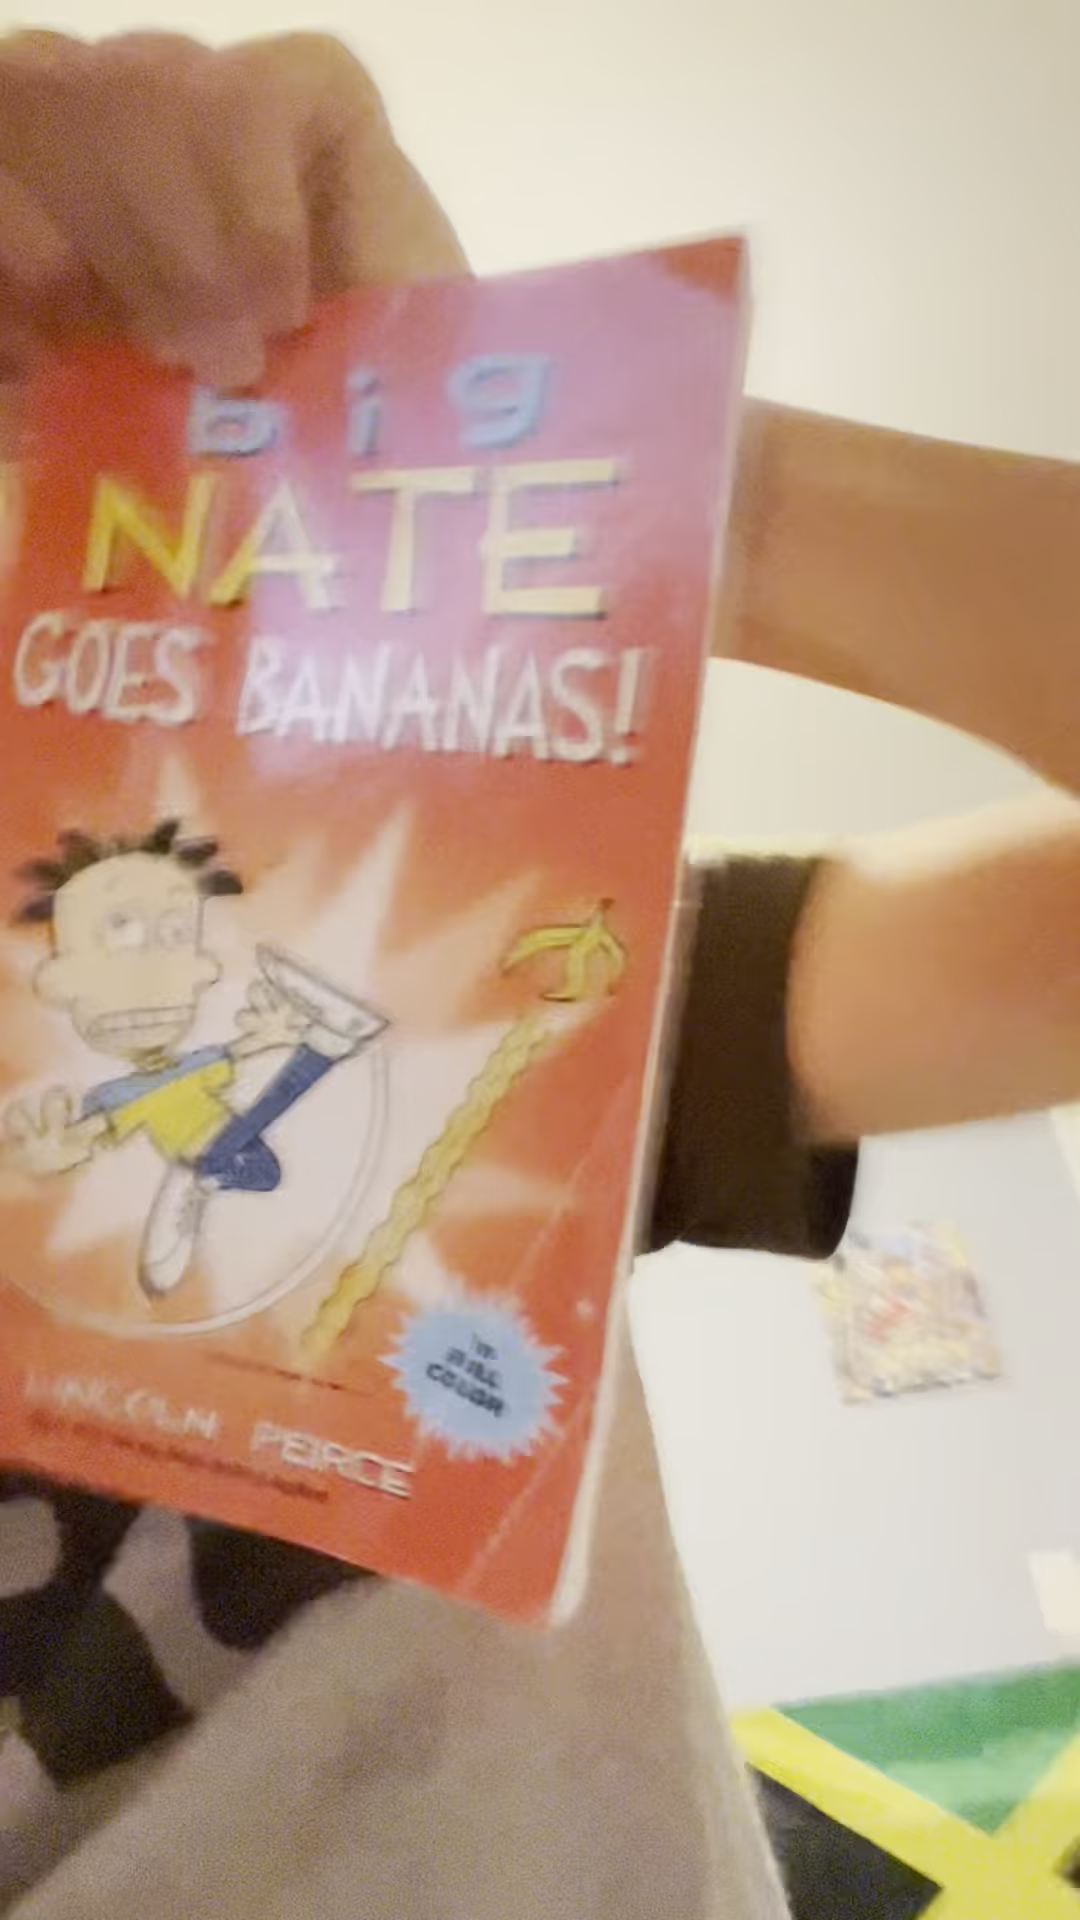 big
NATE
GOES BANANAS!
IN
FULL
COLOR
LINCOLN PEIRCE